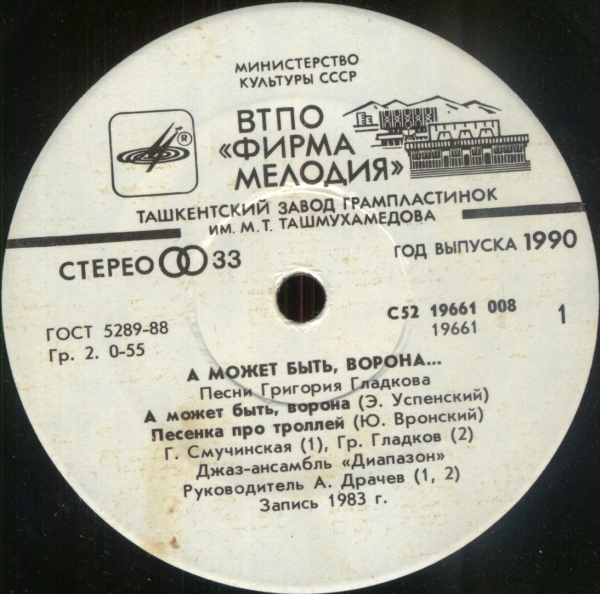 МИНИСТЕРСТВО
КУЛЬТУРЫ СССР
ВТПО
«ФИРМА
МЕЛОДИЯ»
®
ТАШКЕНТСКИЙ ЗАВОД ГРАМПЛАСТИНОК
ИМ. М.Т. ТАШМУХАМЕДОВА
СТЕРЕО 33
ГОД ВЫПУСКА 1990
ГОСТ 5289-88
Гр. 2. 0-55
С52 19661 008
19661
1
А МОЖЕТ БЫТЬ, ВОРОНА...
Песни Григория Гладкова
А может быть, ворона (Э. Успенский)
Песенка про троллей (Ю. Вронский)
Г. Смучинская (1), Гр. Гладков (2)
Джаз-ансамбль «Диапазон»
Руководитель А. Драчев (1, 2)
Запись 1983 г.